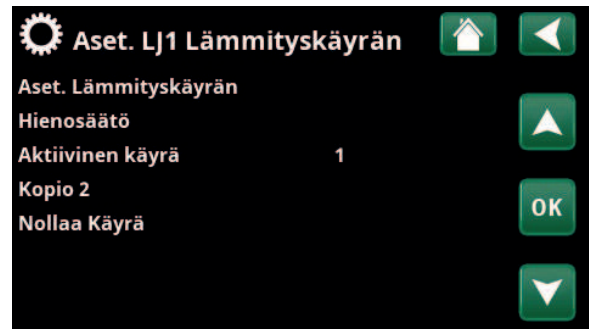 Aset. LJ1 Lämmityskäyrän
Aset. Lämmityskäyrän
Hienosäätö
Aktiivinen käyrä 1
Kopio 2
OK
Nollaa Käyrä